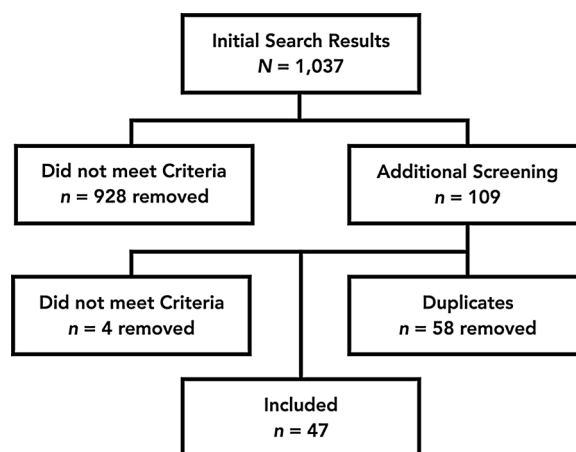 Initial Search Results
N = 1,037
Did not meet Criteria
n = 928 removed
Additional Screening
n = 109
Did not meet Criteria
n = 4 removed
Duplicates
n = 58 removed
Included
n = 47